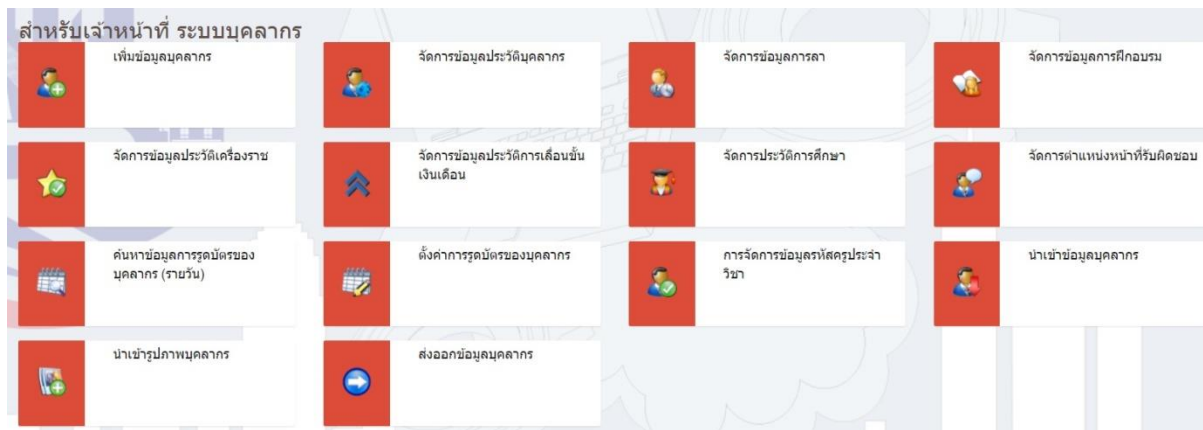 สำหรับเจ้าหน้าที่ ระบบบุคลากร
เพิ่มข้อมูลบุคลากร
จัดการข้อมูลประวัติบุคลากร
จัดการข้อมูลการลา
จัดการข้อมูลการฝึกอบรม
จัดการข้อมูลประวัติเครื่องราช
จัดการข้อมูลประวัติการเลื่อนขั้น
เงินเดือน
จัดการประวัติการศึกษา
จัดการตำแหน่งหน้าที่รับผิดชอบ
ค้นหาข้อมูลการรูดบัตรของ
บุคลากร (รายวัน)
ตั้งค่าการรูดบัตรของบุคลากร
การจัดการข้อมูลรหัสครูประจำ
วิชา
นำเข้าข้อมูลบุคลากร
นำเข้ารูปภาพบุคลากร
ส่งออกข้อมูลบุคลากร